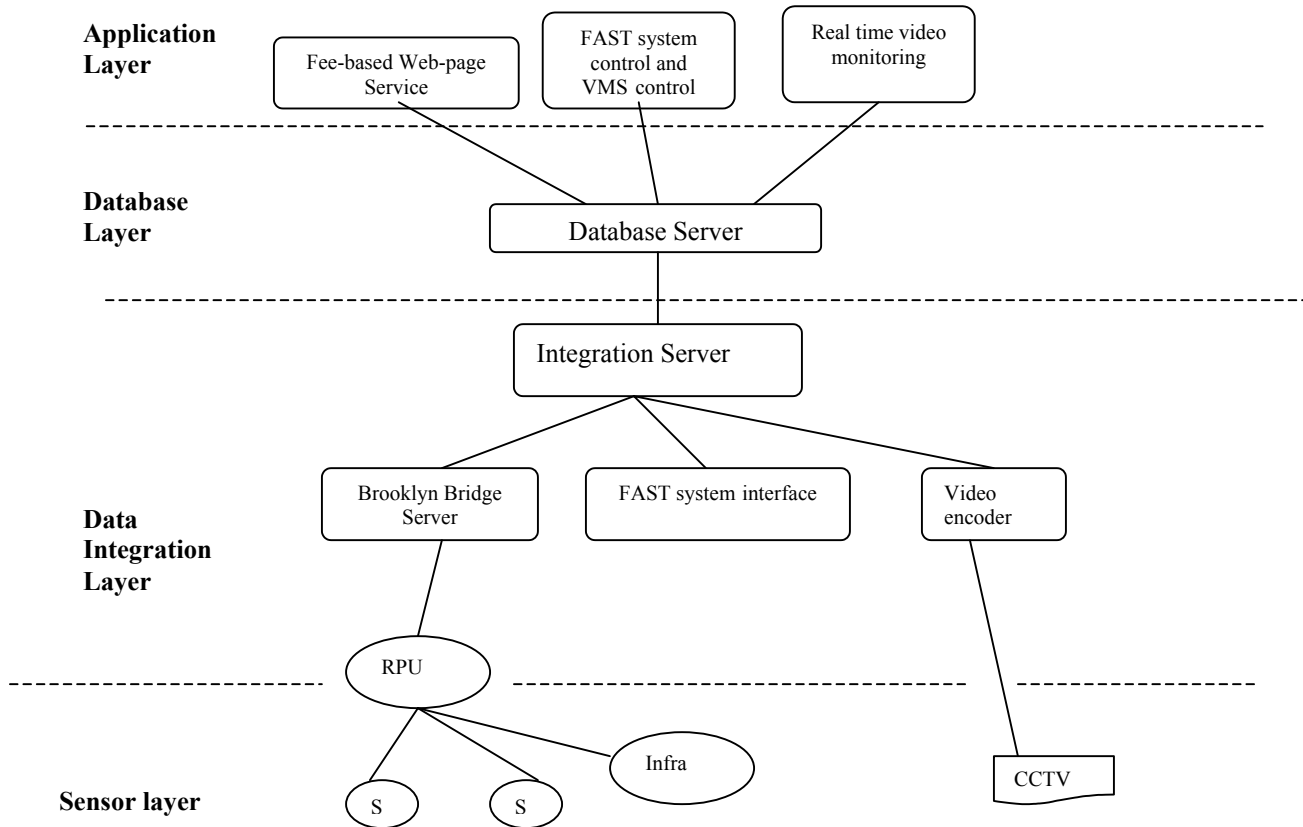 Application
Layer
Fee-based Web-page
Service
FAST system
control and
VMS control
Real time video
monitoring
Database
Layer
Database Server
Integration Server
Data
Integration
Layer
Brooklyn Bridge
Server
FAST system interface
Video
encoder
RPU
Sensor layer
S
S
Infra
CCTV